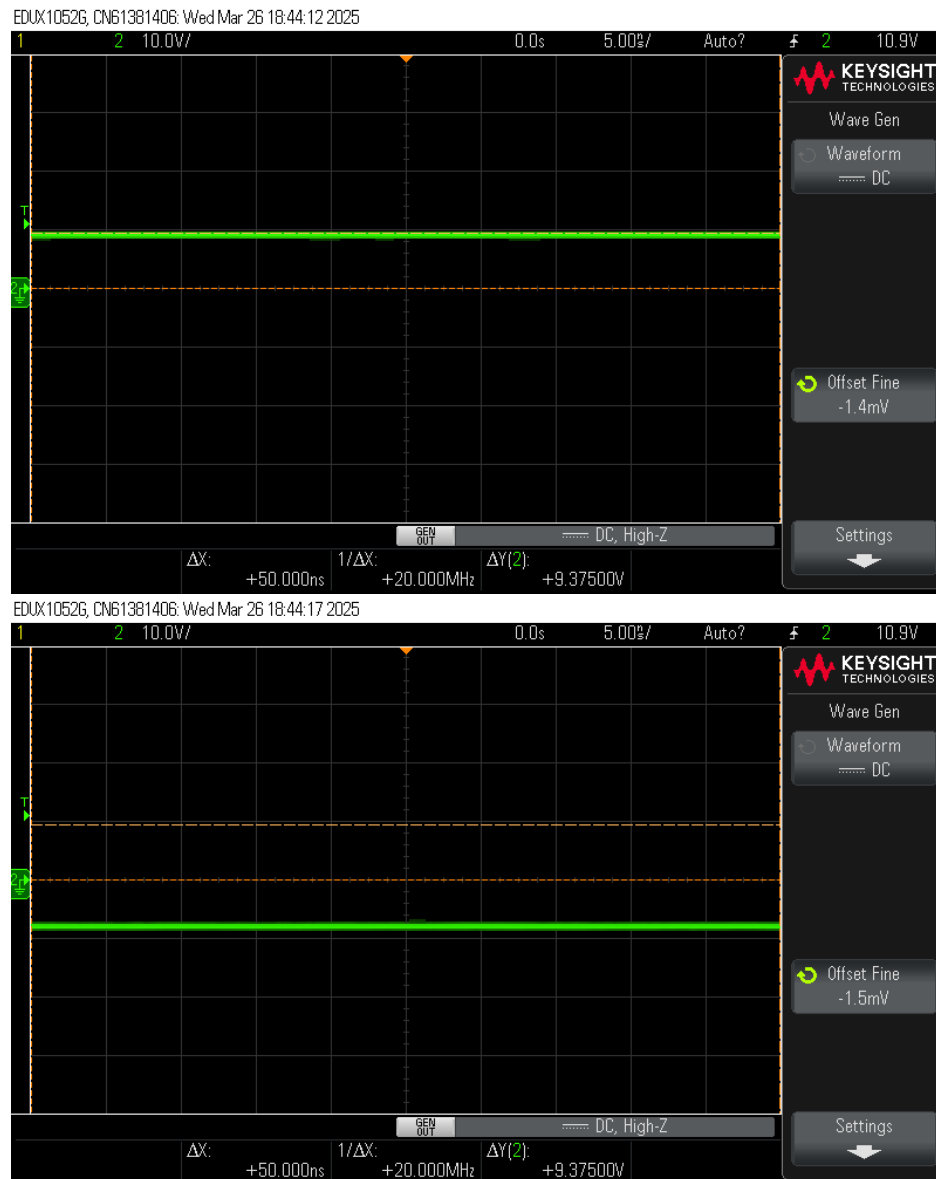 EDUX1052G, CN61381406: Wed Mar 26 18:44:12 2025
1 2 10.0V/ 0.0s 5.00ns/ Auto? 2 10.9V
KEYSIGHT
TECHNOLOGIES
Wave Gen
Waveform
DC
T
2
Offset Fine
-1.4mV
GEN
OUT
DC, High-Z
Settings
ΔX: 1/ΔX: ΔY(2):
+50.000ns +20.000MHz +9.37500V
EDUX1052G, CN61381406: Wed Mar 26 18:44:17 2025
1 2 10.0V/ 0.0s 5.00ns/ Auto? 2 10.9V
KEYSIGHT
TECHNOLOGIES
Wave Gen
Waveform
DC
T
2
Offset Fine
-1.5mV
GEN
OUT
DC, High-Z
Settings
ΔX: 1/ΔX: ΔY(2):
+50.000ns +20.000MHz +9.37500V